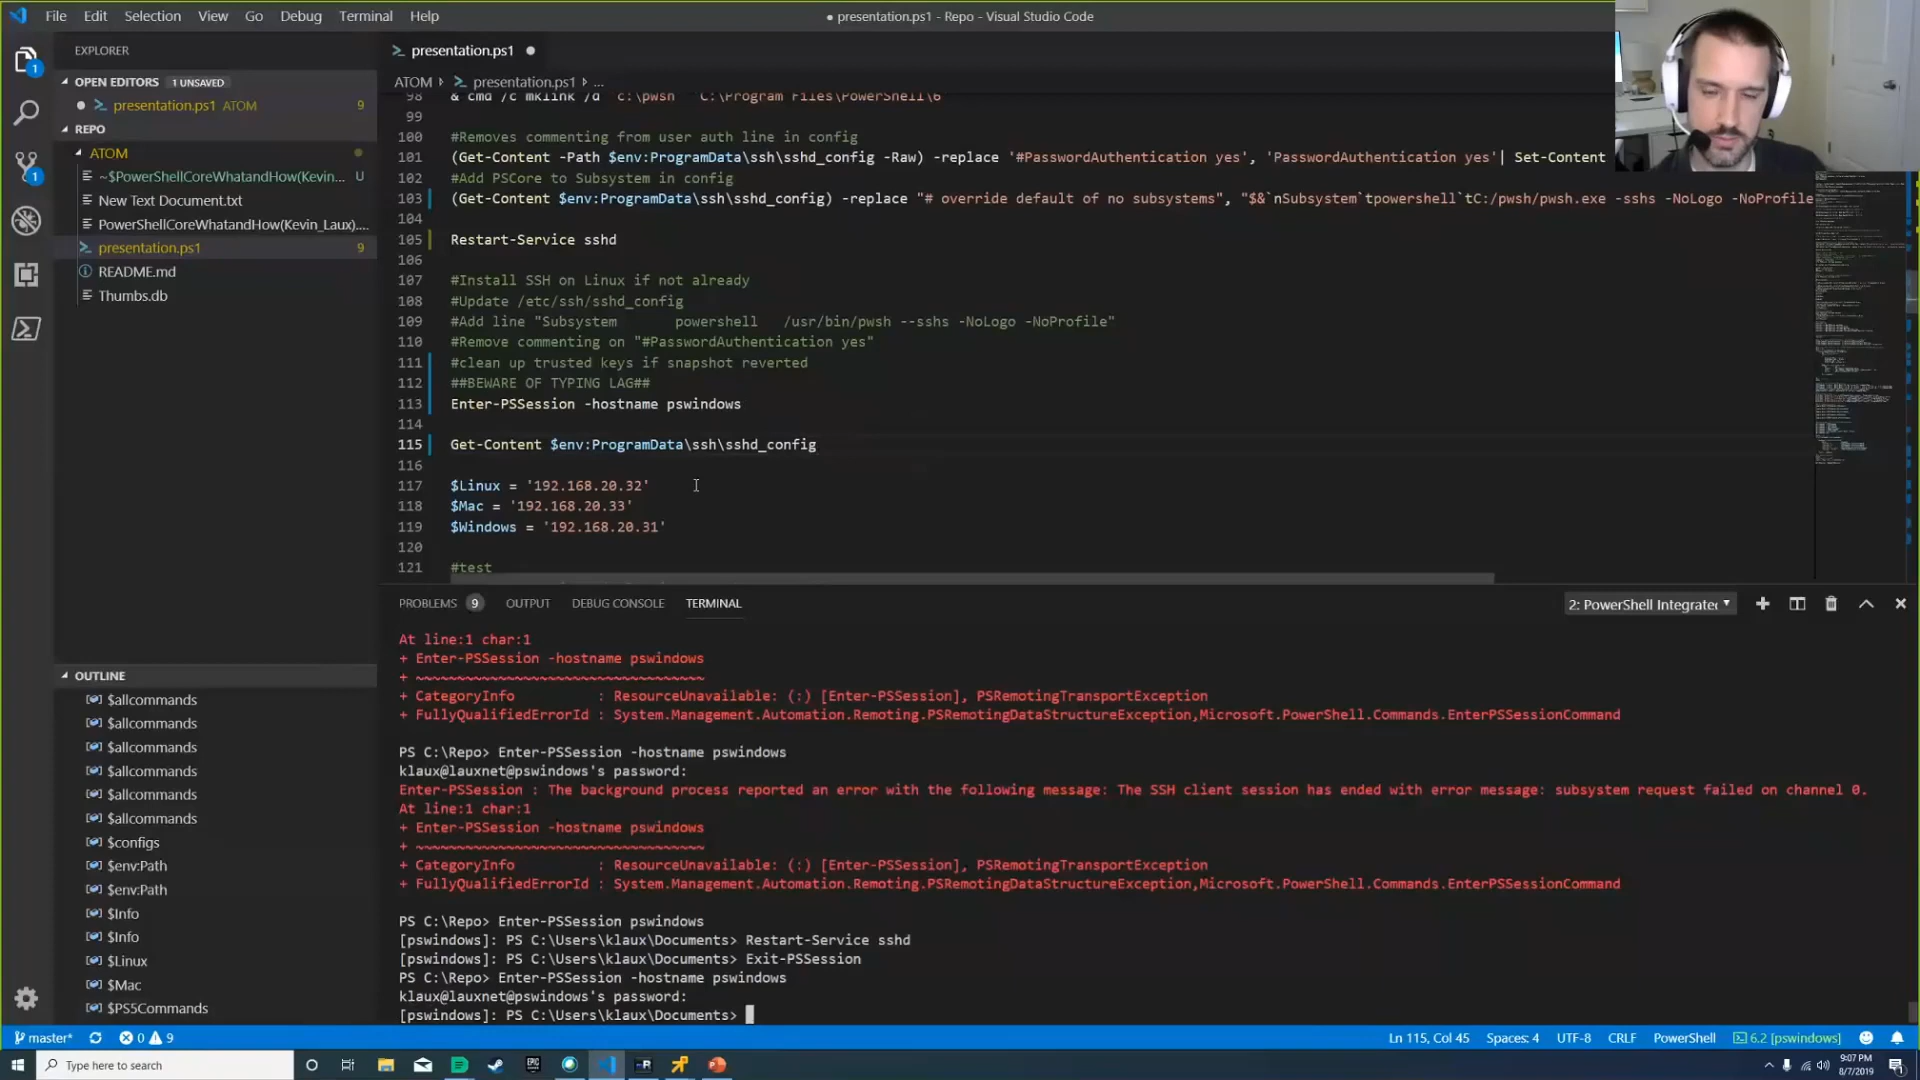 File Edit Selection View Go Debug Terminal Help
● presentation.ps1 - Repo - Visual Studio Code
EXPLORER
OPEN EDITORS 1 UNSAVED
● presentation.ps1 ATOM 9
REPO
ATOM
~$PowerShellCoreWhatandHow(Kevin... U
New Text Document.txt
PowerShellCoreWhatandHow(Kevin_Laux)....
presentation.ps1 9
README.md
Thumbs.db
OUTLINE
$allcommands
$allcommands
$allcommands
$allcommands
$allcommands
$allcommands
$configs
$env:Path
$env:Path
$Info
$Info
$Linux
$Mac
$PS5Commands
presentation.ps1 ●
ATOM > presentation.ps1 > ...
98 & cmd /c mklink /d c:\pwsh C:\Program Files\PowerShell\6
99
100 #Removes commenting from user auth line in config
101 (Get-Content -Path $env:ProgramData\ssh\sshd_config -Raw) -replace '#PasswordAuthentication yes', 'PasswordAuthentication yes'| Set-Content
102 #Add PSCore to Subsystem in config
103 (Get-Content $env:ProgramData\ssh\sshd_config) -replace "# override default of no subsystems", "$&`nSubsystem`tpowershell`tC:/pwsh/pwsh.exe -sshs -NoLogo -NoProfile
104
105 Restart-Service sshd
106
107 #Install SSH on Linux if not already
108 #Update /etc/ssh/sshd_config
109 #Add line "Subsystem powershell /usr/bin/pwsh --sshs -NoLogo -NoProfile"
110 #Remove commenting on "#PasswordAuthentication yes"
111 #clean up trusted keys if snapshot reverted
112 ##BEWARE OF TYPING LAG##
113 Enter-PSSession -hostname pswindows
114
115 Get-Content $env:ProgramData\ssh\sshd_config
116
117 $Linux = '192.168.20.32'
118 $Mac = '192.168.20.33'
119 $Windows = '192.168.20.31'
120
121 #test
PROBLEMS 9 OUTPUT DEBUG CONSOLE TERMINAL
2: PowerShell Integrate
At line:1 char:1
+ Enter-PSSession -hostname pswindows
+ ~~~~~~~~~~~~~~~~~~~~~~~~~~~~~~~~~~~
+ CategoryInfo : ResourceUnavailable: (:) [Enter-PSSession], PSRemotingTransportException
+ FullyQualifiedErrorId : System.Management.Automation.Remoting.PSRemotingDataStructureException,Microsoft.PowerShell.Commands.EnterPSSessionCommand
PS C:\Repo> Enter-PSSession -hostname pswindows
klaux@lauxnet@pswindows's password:
Enter-PSSession : The background process reported an error with the following message: The SSH client session has ended with error message: subsystem request failed on channel 0.
At line:1 char:1
+ Enter-PSSession -hostname pswindows
+ ~~~~~~~~~~~~~~~~~~~~~~~~~~~~~~~~~~~
+ CategoryInfo : ResourceUnavailable: (:) [Enter-PSSession], PSRemotingTransportException
+ FullyQualifiedErrorId : System.Management.Automation.Remoting.PSRemotingDataStructureException,Microsoft.PowerShell.Commands.EnterPSSessionCommand
PS C:\Repo> Enter-PSSession pswindows
[pswindows]: PS C:\Users\klaux\Documents> Restart-Service sshd
[pswindows]: PS C:\Users\klaux\Documents> Exit-PSSession
PS C:\Repo> Enter-PSSession -hostname pswindows
klaux@lauxnet@pswindows's password:
[pswindows]: PS C:\Users\klaux\Documents>
master* 0 9
Ln 115, Col 45 Spaces: 4 UTF-8 CRLF PowerShell 6.2 [pswindows]
Type here to search
9:07 PM
8/7/2019